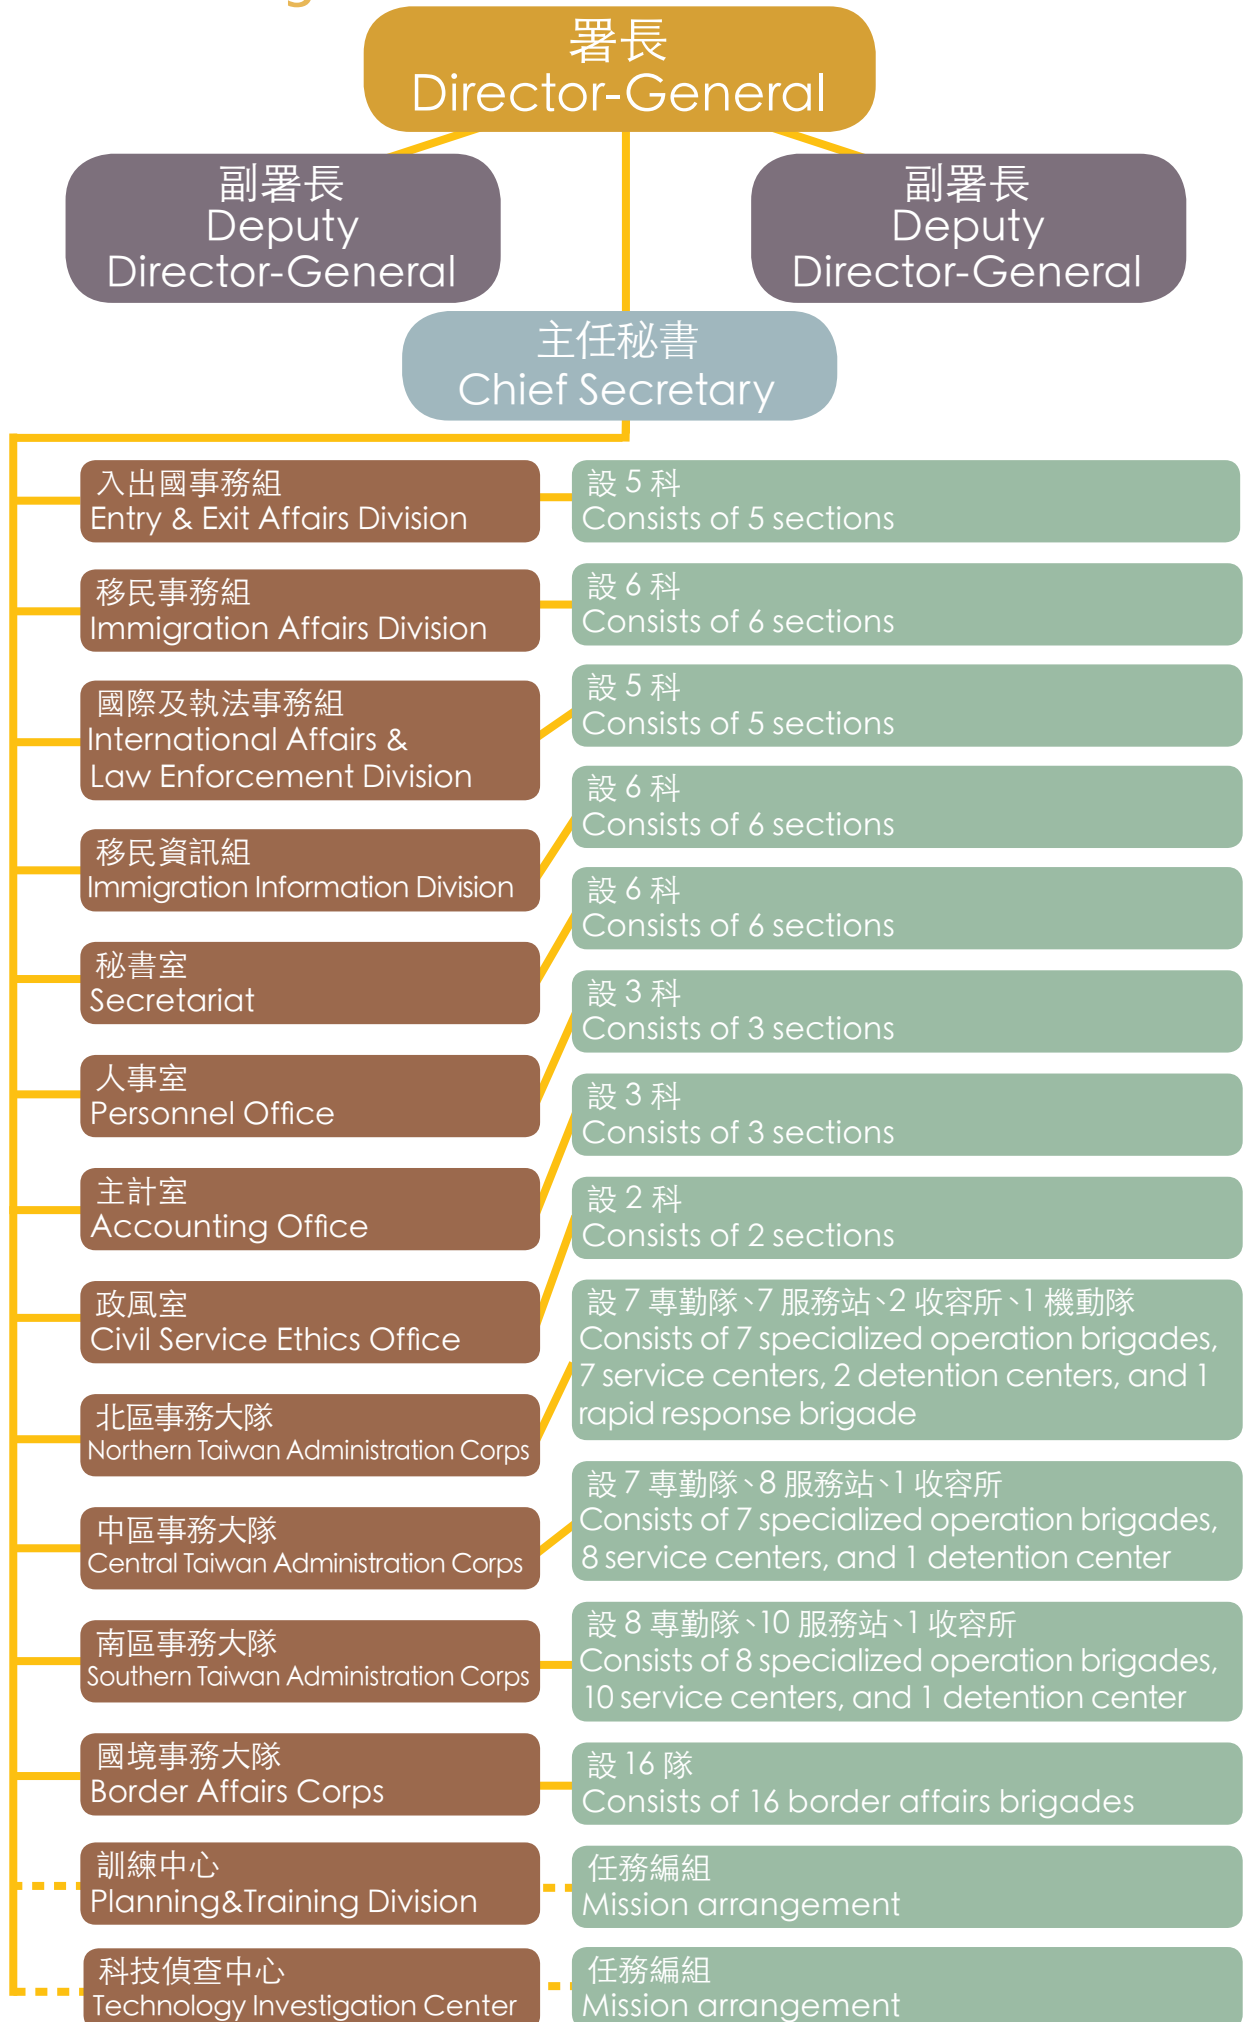 署長
Director-General
副署長
Deputy
Director-General
副署長
Deputy
Director-General
主任秘書
Chief Secretary
入出國事務組
Entry & Exit Affairs Division
設 5 科
Consists of 5 sections
移民事務組
Immigration Affairs Division
設 6 科
Consists of 6 sections
國際及執法事務組
International Affairs &
Law Enforcement Division
設 5 科
Consists of 5 sections
移民資訊組
Immigration Information Division
設 6 科
Consists of 6 sections
秘書室
Secretariat
設 6 科
Consists of 6 sections
人事室
Personnel Office
設 3 科
Consists of 3 sections
主計室
Accounting Office
設 3 科
Consists of 3 sections
政風室
Civil Service Ethics Office
設 2 科
Consists of 2 sections
北區事務大隊
Northern Taiwan Administration Corps
設 7 專勤隊、7 服務站、2 收容所、1 機動隊
Consists of 7 specialized operation brigades,
7 service centers, 2 detention centers, and 1
rapid response brigade
中區事務大隊
Central Taiwan Administration Corps
設 7 專勤隊、8 服務站、1 收容所
Consists of 7 specialized operation brigades,
8 service centers, and 1 detention center
南區事務大隊
Southern Taiwan Administration Corps
設 8 專勤隊、10 服務站、1 收容所
Consists of 8 specialized operation brigades,
10 service centers, and 1 detention center
國境事務大隊
Border Affairs Corps
設 16 隊
Consists of 16 border affairs brigades
訓練中心
Planning&Training Division
任務編組
Mission arrangement
科技偵查中心
Technology Investigation Center
任務編組
Mission arrangement